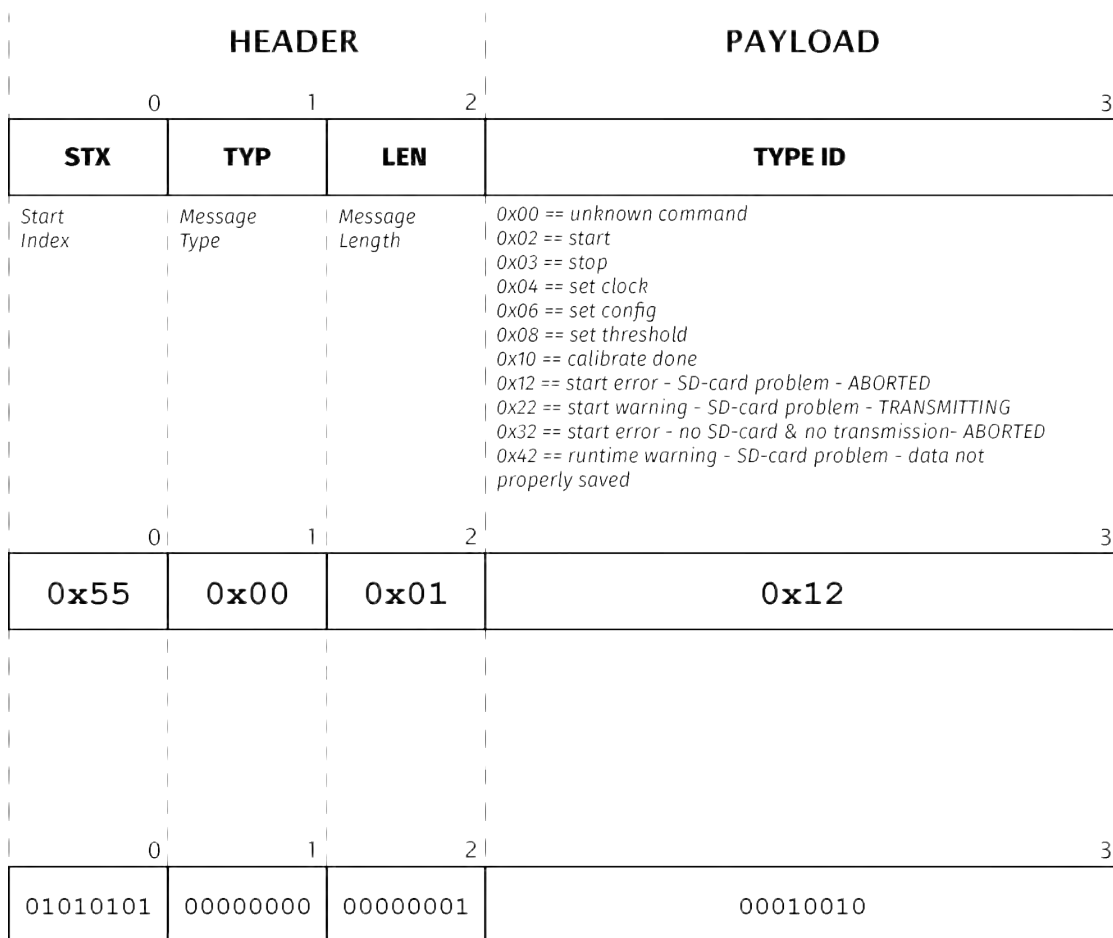 HEADER PAYLOAD
0 1 2 3
STX TYP LEN TYPE ID
Start Index
Message Type
Message Length
0x00 == unknown command
0x02 == start
0x03 == stop
0x04 == set clock
0x06 == set config
0x08 == set threshold
0x10 == calibrate done
0x12 == start error - SD-card problem - ABORTED
0x22 == start warning - SD-card problem - TRANSMITTING
0x32 == start error - no SD-card & no transmission- ABORTED
0x42 == runtime warning - SD-card problem - data not
properly saved
0 1 2 3
0x55 0x00 0x01 0x12
0 1 2 3
01010101 00000000 00000001 00010010